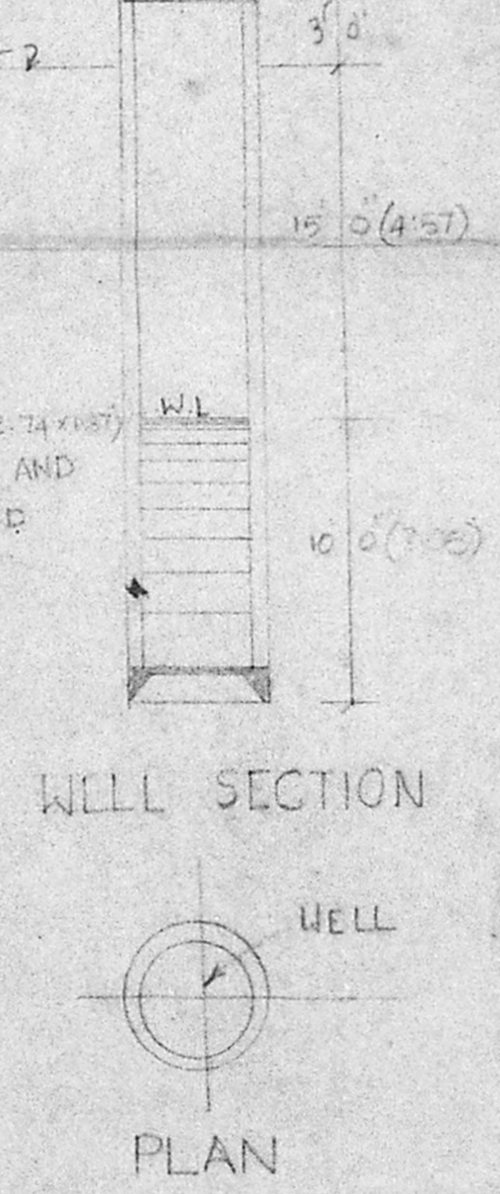 3' 0"
15' 0" (4.57)
W.L
AND
10' 0"
WELL SECTION
WELL
PLAN